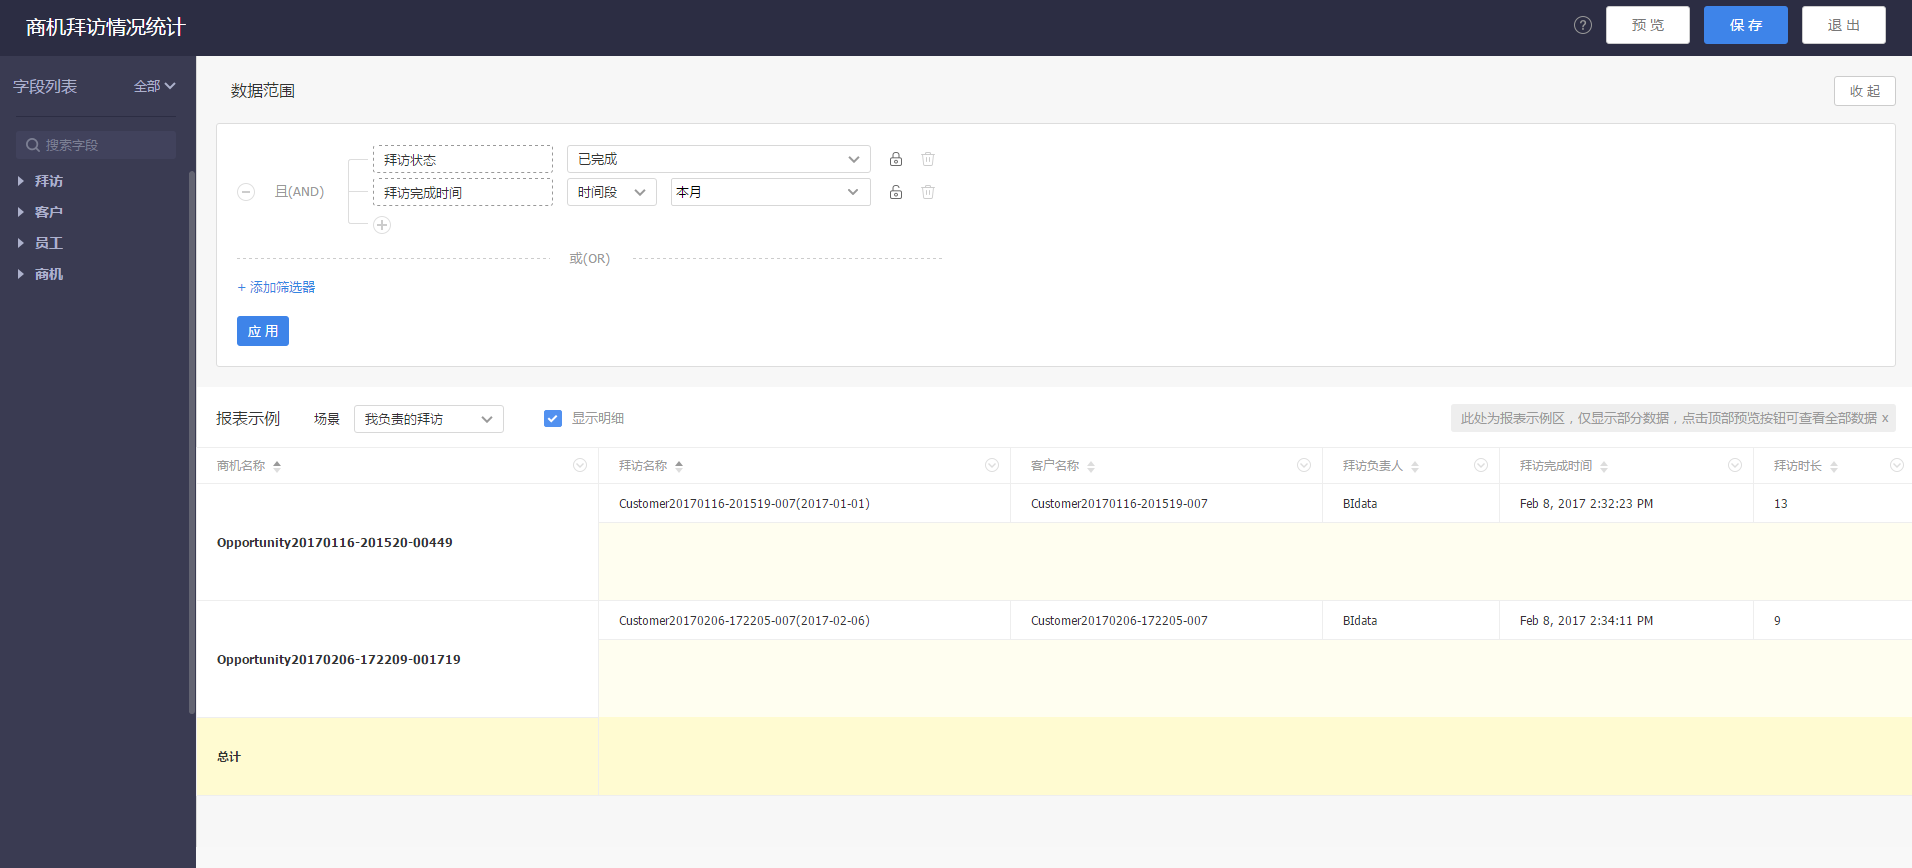 商机拜访情况统计
? 预览 保存 退出
字段列表 全部
搜索字段
拜访
客户
员工
商机
数据范围 收起
且(AND)
拜访状态 已完成
拜访完成时间 时间段 本月
或(OR)
+ 添加筛选器
应用
报表示例 场景 我负责的拜访 显示明细 此处为报表示例区，仅显示部分数据，点击顶部预览按钮可查看全部数据 x
商机名称 拜访名称 客户名称 拜访负责人 拜访完成时间 拜访时长
Customer20170116-201519-007(2017-01-01) Customer20170116-201519-007 BIdata Feb 8, 2017 2:32:23 PM 13
Opportunity20170116-201520-00449
Customer20170206-172205-007(2017-02-06) Customer20170206-172205-007 BIdata Feb 8, 2017 2:34:11 PM 9
Opportunity20170206-172209-001719
总计